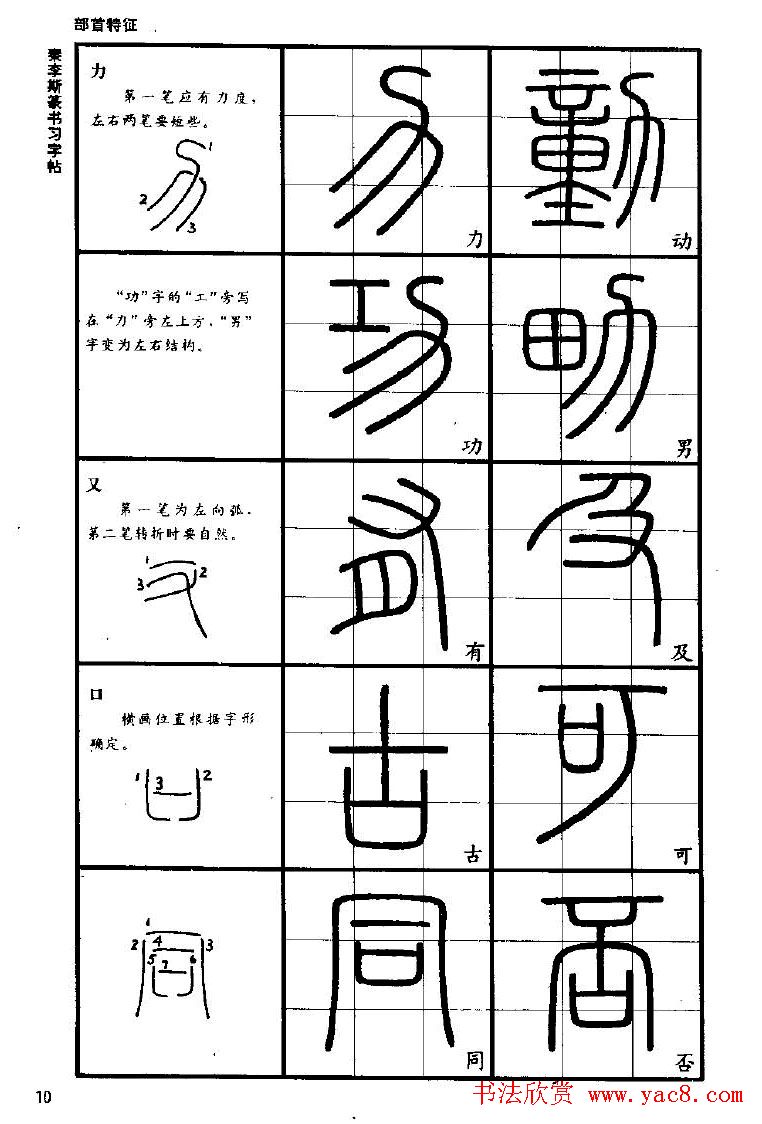 部首特征
秦李斯篆书习字帖
力
第一笔应有力度，
左右两笔要短些。
1
2
3
力
动
“功”字的“工”旁写
在“力”旁左上方，“男”
字变为左右结构。
功
男
又
第一笔为左向弧，
第二笔转折时要自然。
1
2
3
有
及
口
横画位置根据字形
确定。
1
3
2
古
可
1
2
4
3
5
7
6
同
否
10
书法欣赏 www.yac8.com